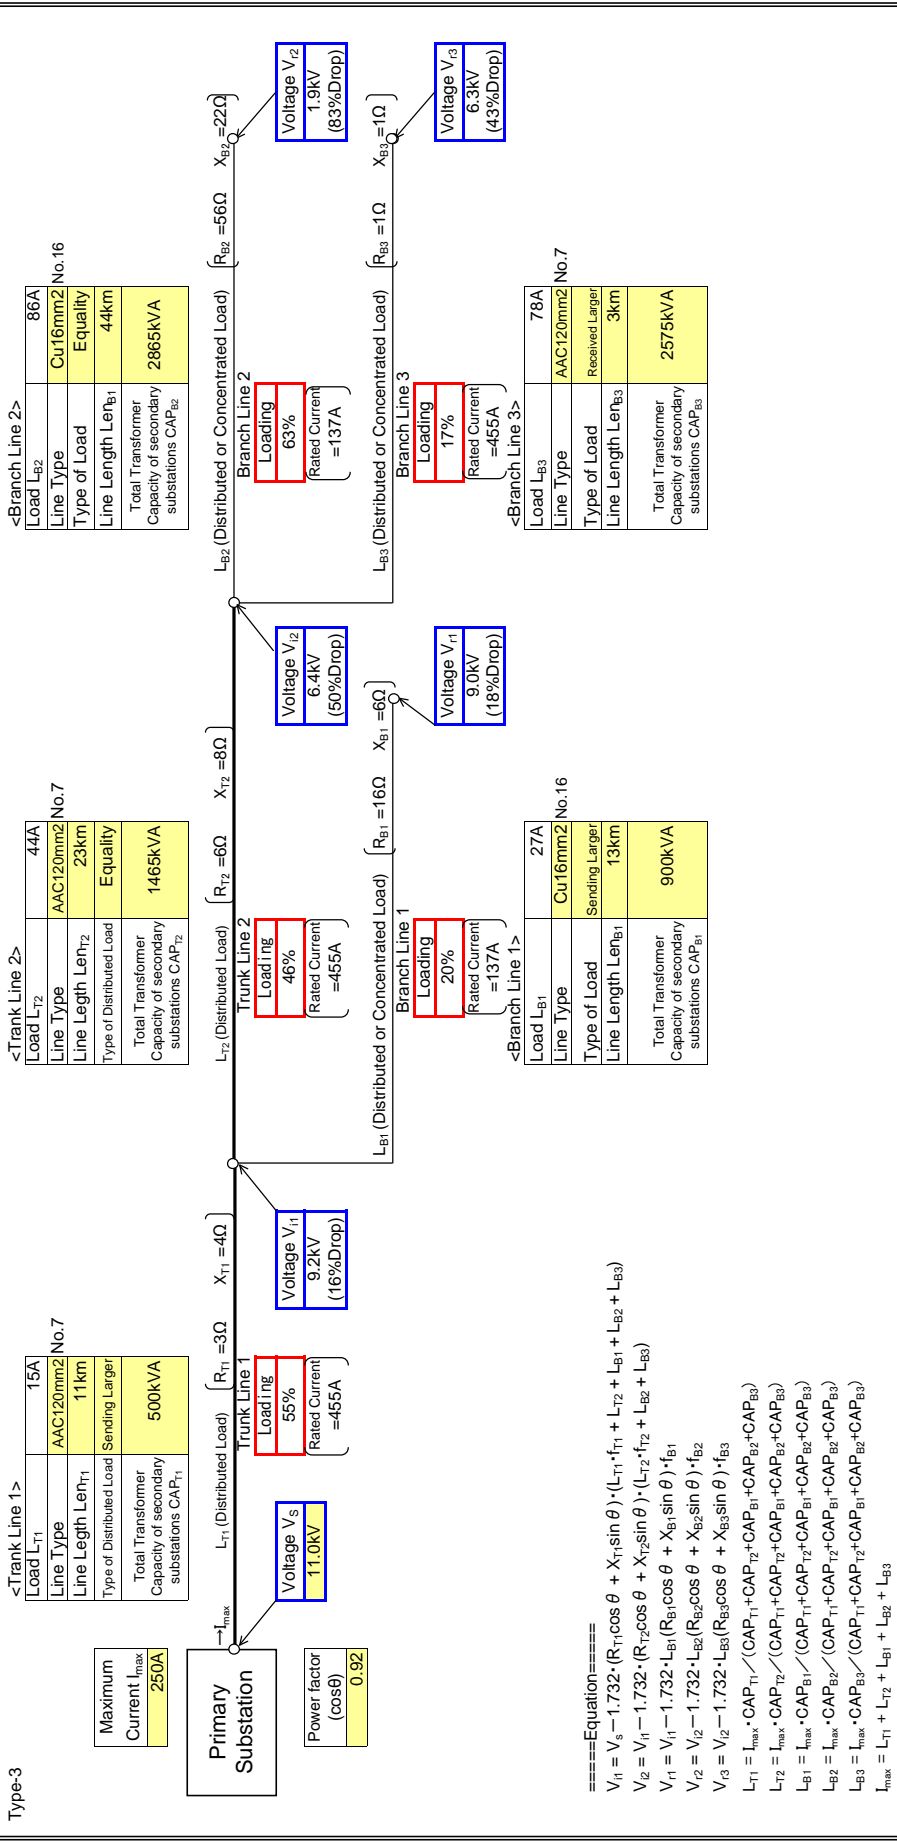 Type-3
Maximum
Current Imax
250A
Primary
Substation
Power factor
(cosθ)
0.92
→Imax
Voltage VS
11.0kV
<Trank Line 1>
Load LT1 15A
Line Type AAC120mm2 No.7
Line Legth LenT1 11km
Type of Distributed Load Sending Larger
Total Transformer
Capacity of secondary
substations CAPT1
500kVA
LT1 (Distributed Load) (RT1 =3Ω XT1 =4Ω)
Trunk Line 1
Loading
55%
(Rated Current
=455A)
Voltage Vi1
9.2kV
(16%Drop)
<Trank Line 2>
Load LT2 44A
Line Type AAC120mm2 No.7
Line Legth LenT2 23km
Type of Distributed Load Equality
Total Transformer
Capacity of secondary
substations CAPT2
1465kVA
LT2 (Distributed Load) (RT2 =6Ω XT2 =8Ω)
Trunk Line 2
Loading
46%
(Rated Current
=455A)
Voltage Vi2
6.4kV
(50%Drop)
LB1 (Distributed or Concentrated Load) (RB1 =16Ω XB1 =6Ω)
Branch Line 1
Loading
20%
(Rated Current
=137A)
Voltage Vr1
9.0kV
(18%Drop)
<Branch Line 1>
Load LB1 27A
Line Type Cu16mm2 No.16
Type of Load Sending Larger
Line Length LenB1 13km
Total Transformer
Capacity of secondary
substations CAPB1
900kVA
<Branch Line 2>
Load LB2 86A
Line Type Cu16mm2 No.16
Type of Load Equality
Line Length LenB1 44km
Total Transformer
Capacity of secondary
substations CAPB2
2865kVA
LB2 (Distributed or Concentrated Load) (RB2 =56Ω XB2 =22Ω)
Branch Line 2
Loading
63%
(Rated Current
=137A)
Voltage Vr2
1.9kV
(83%Drop)
LB3 (Distributed or Concentrated Load) (RB3 =1Ω XB3 =1Ω)
Branch Line 3
Loading
17%
(Rated Current
=455A)
Voltage Vr3
6.3kV
(43%Drop)
<Branch Line 3>
Load LB3 78A
Line Type AAC120mm2 No.7
Type of Load Received Larger
Line Length LenB3 3km
Total Transformer
Capacity of secondary
substations CAPB3
2575kVA
=====Equation=====
Vi1 = Vs－1.732･(RT1cos θ + XT1sin θ)･(LT1･fT1 + LT2 + LB1 + LB2 + LB3)
Vi2 = Vi1－1.732･(RT2cos θ + XT2sin θ)･(LT2･fT2 + LB2 + LB3)
Vr1 = Vi1－1.732･LB1(RB1cos θ + XB1sin θ)･fB1
Vr2 = Vi2－1.732･LB2(RB2cos θ + XB2sin θ)･fB2
Vr3 = Vi2－1.732･LB3(RB3cos θ + XB3sin θ)･fB3
LT1 = Imax･CAPT1／(CAPT1+CAPT2+CAPB1+CAPB2+CAPB3)
LT2 = Imax･CAPT2／(CAPT1+CAPT2+CAPB1+CAPB2+CAPB3)
LB1 = Imax･CAPB1／(CAPT1+CAPT2+CAPB1+CAPB2+CAPB3)
LB2 = Imax･CAPB2／(CAPT1+CAPT2+CAPB1+CAPB2+CAPB3)
LB3 = Imax･CAPB3／(CAPT1+CAPT2+CAPB1+CAPB2+CAPB3)
Imax = LT1 + LT2 + LB1 + LB2 + LB3